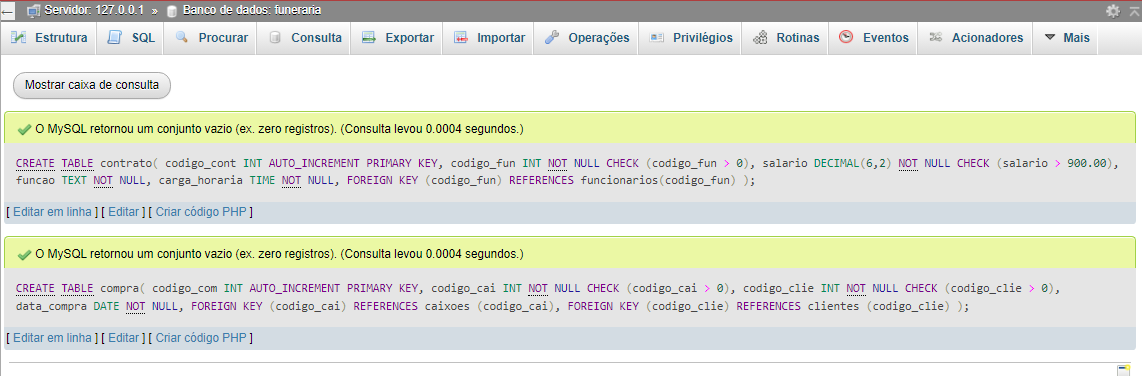 Servidor: 127.0.0.1 » Banco de dados: funeraria
Estrutura SQL Procurar Consulta Exportar Importar Operações Privilégios Rotinas Eventos Acionadores Mais
Mostrar caixa de consulta
O MySQL retornou um conjunto vazio (ex. zero registros). (Consulta levou 0.0004 segundos.)
CREATE TABLE contrato( codigo_cont INT AUTO_INCREMENT PRIMARY KEY, codigo_fun INT NOT NULL CHECK (codigo_fun > 0), salario DECIMAL(6,2) NOT NULL CHECK (salario > 900.00),
funcao TEXT NOT NULL, carga_horaria TIME NOT NULL, FOREIGN KEY (codigo_fun) REFERENCES funcionarios(codigo_fun) );
[ Editar em linha ] [ Editar ] [ Criar código PHP ]
O MySQL retornou um conjunto vazio (ex. zero registros). (Consulta levou 0.0004 segundos.)
CREATE TABLE compra( codigo_com INT AUTO_INCREMENT PRIMARY KEY, codigo_cai INT NOT NULL CHECK (codigo_cai > 0), codigo_clie INT NOT NULL CHECK (codigo_clie > 0),
data_compra DATE NOT NULL, FOREIGN KEY (codigo_cai) REFERENCES caixoes (codigo_cai), FOREIGN KEY (codigo_clie) REFERENCES clientes (codigo_clie) );
[ Editar em linha ] [ Editar ] [ Criar código PHP ]